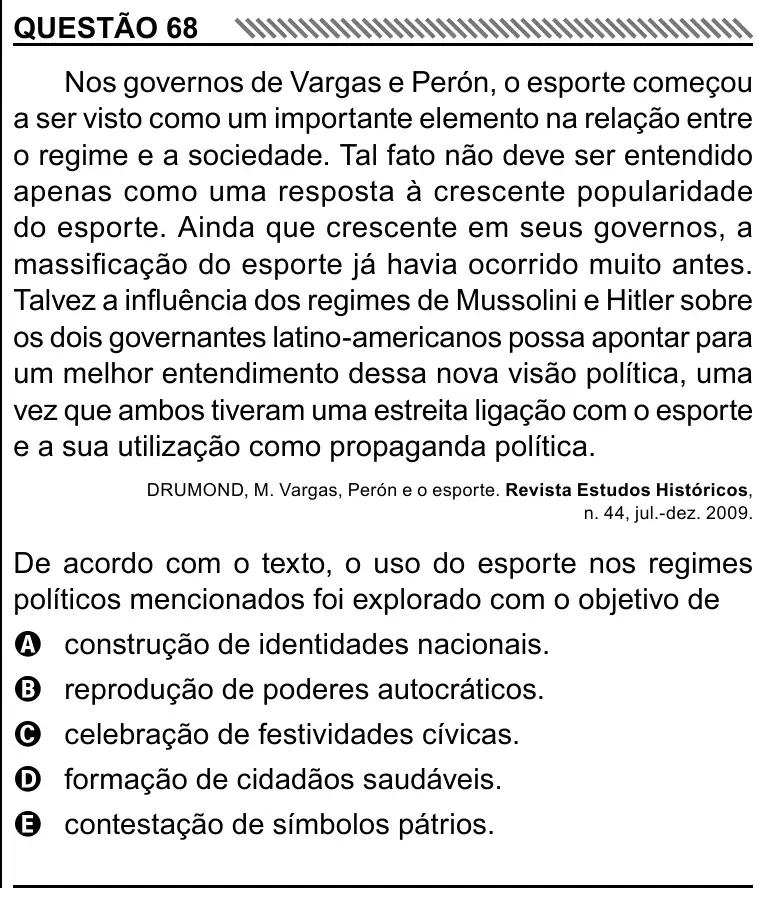 QUESTÃO 68
Nos governos de Vargas e Perón, o esporte começou
a ser visto como um importante elemento na relação entre
o regime e a sociedade. Tal fato não deve ser entendido
apenas como uma resposta à crescente popularidade
do esporte. Ainda que crescente em seus governos, a
massificação do esporte já havia ocorrido muito antes.
Talvez a influência dos regimes de Mussolini e Hitler sobre
os dois governantes latino-americanos possa apontar para
um melhor entendimento dessa nova visão política, uma
vez que ambos tiveram uma estreita ligação com o esporte
e a sua utilização como propaganda política.
DRUMOND, M. Vargas, Perón e o esporte. Revista Estudos Históricos,
n. 44, jul.-dez. 2009.
De acordo com o texto, o uso do esporte nos regimes
políticos mencionados foi explorado com o objetivo de
A construção de identidades nacionais.
B reprodução de poderes autocráticos.
C celebração de festividades cívicas.
D formação de cidadãos saudáveis.
E contestação de símbolos pátrios.